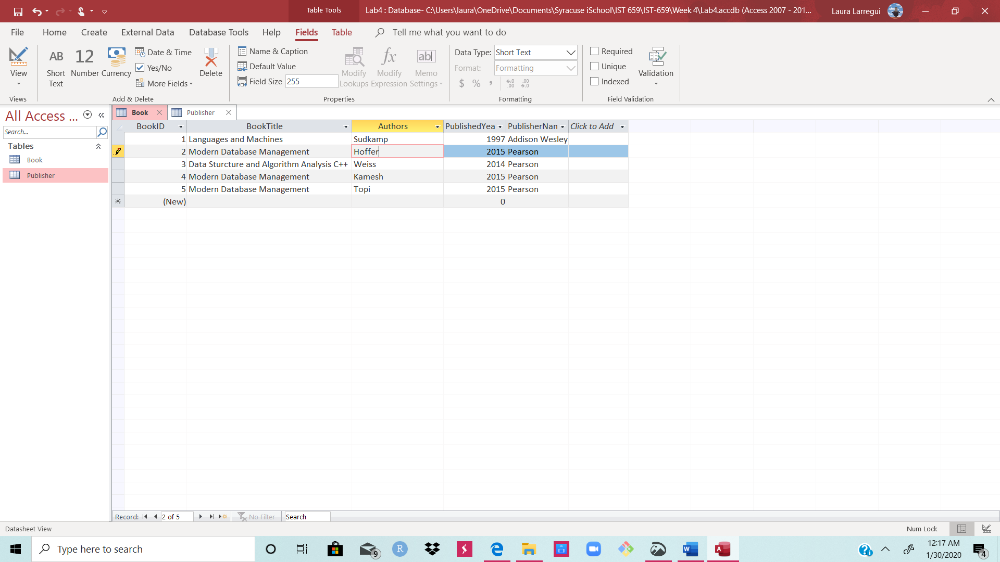 Table Tools
Lab4 : Database- C:\Users\laura\OneDrive\Documents\Syracuse iSchool\IST 659\IST-659\Week 4\Lab4.accdb (Access 2007 - 201...
Laura Larregui
File Home Create External Data Database Tools Help Fields Table Tell me what you want to do
View
Views
AB Short Text
12 Number
Currency
Date & Time
Yes/No
More Fields
Delete
Add & Delete
Name & Caption
Default Value
Field Size 255
Modify Lookups
fx Modify Expression
ab| Memo Settings
Properties
Data Type: Short Text
Format: Formatting
$ % , .0 .00 .00 .0
Formatting
Required
Unique
Indexed
Validation
Field Validation
All Access ...
Search...
Tables
Book
Publisher
Book Publisher
BookID BookTitle Authors PublishedYea PublisherNan Click to Add
1 Languages and Machines Sudkamp 1997 Addison Wesley
2 Modern Database Management Hoffer 2015 Pearson
3 Data Sturcture and Algorithm Analysis C++ Weiss 2014 Pearson
4 Modern Database Management Kamesh 2015 Pearson
5 Modern Database Management Topi 2015 Pearson
(New) 0
Record: 2 of 5 No Filter Search
Datasheet View
Num Lock
Type here to search
9
R
W
A
12:17 AM
1/30/2020
4